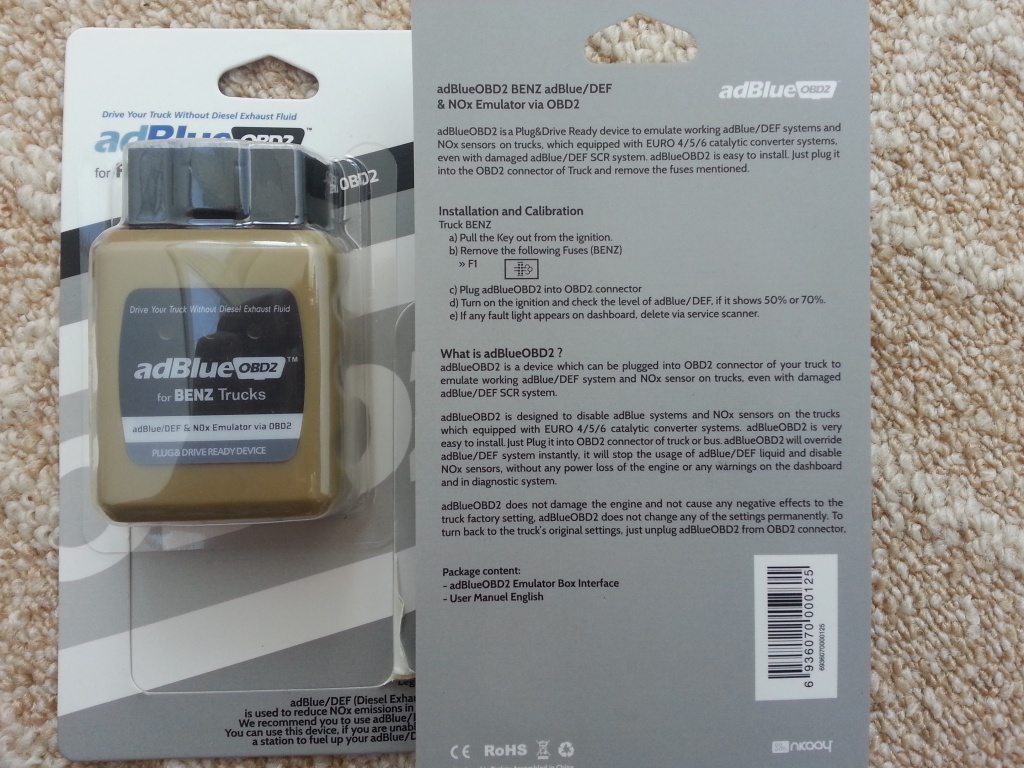 Drive Your Truck Without Diesel Exhaust Fluid
adBlue OBD2 ™
for
OBD2
Drive Your Truck Without Diesel Exhaust Fluid
adBlue OBD2 ™
for BENZ Trucks
adBlue/DEF & NOx Emulator via OBD2
PLUG&DRIVE READY DEVICE
adBlue/DEF (Diesel Exhau
is used to reduce NOx emissions in
We recommend you to use adBlue/
You can use this device, if you are unabl
a station to fuel up your adBlue/D
adBlueOBD2 BENZ adBlue/DEF
& NOx Emulator via OBD2
adBlue OBD2
adBlueOBD2 is a Plug&Drive Ready device to emulate working adBlue/DEF systems and
NOx sensors on trucks, which equipped with EURO 4/5/6 catalytic converter systems,
even with damaged adBlue/DEF SCR system. adBlueOBD2 is easy to install. Just plug it
into the OBD2 connector of Truck and remove the fuses mentioned.
Installation and Calibration
Truck BENZ
a) Pull the Key out from the ignition.
b) Remove the following Fuses (BENZ)
» F1
c) Plug adBlueOBD2 into OBD2 connector
d) Turn on the ignition and check the level of adBlue/DEF, if it shows 50% or 70%.
e) If any fault light appears on dashboard, delete via service scanner.
What is adBlueOBD2 ?
adBlueOBD2 is a device which can be plugged into OBD2 connector of your truck to
emulate working adBlue/DEF system and NOx sensor on trucks, even with damaged
adBlue/DEF SCR system.
adBlueOBD2 is designed to disable adBlue systems and NOx sensors on the trucks
which equipped with EURO 4/5/6 catalytic converter systems. adBlueOBD2 is very
easy to install. Just Plug it into OBD2 connector of truck or bus. adBlueOBD2 will override
adBlue/DEF system instantly, it will stop the usage of adBlue/DEF liquid and disable
NOx sensors, without any power loss of the engine or any warnings on the dashboard
and in diagnostic system.
adBlueOBD2 does not damage the engine and not cause any negative effects to the
truck factory setting, adBlueOBD2 does not change any of the settings permanently. To
turn back to the truck's original settings, just unplug adBlueOBD2 from OBD2 connector.
Package content:
- adBlueOBD2 Emulator Box Interface
- User Manuel English
6 936070 000125
6936070000125
CE RoHS